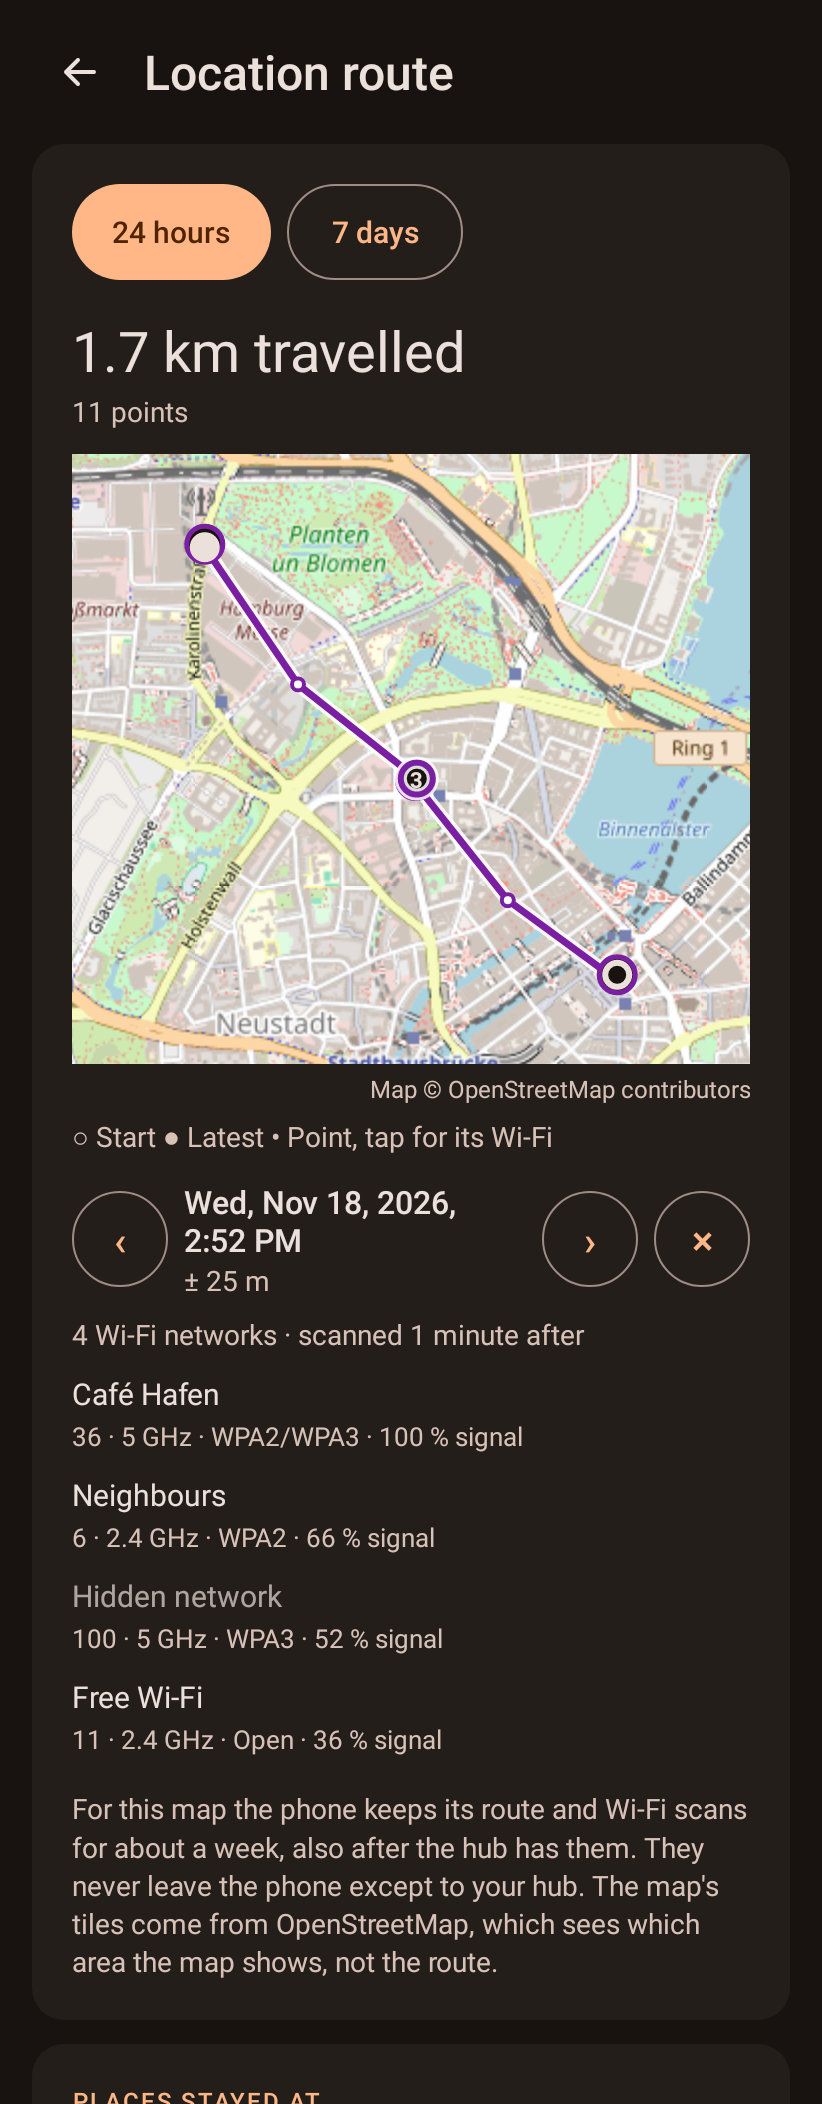 Location route
24 hours
7 days
1.7 km travelled
11 points
Planten
un Blomen
Karolinenstraß
Hamburg
Messe
Ring 1
Binnenalster
Ballindamm
Glacischaussee
Holstenwall
3
Neustadt
Stadthausbrücke
Map © OpenStreetMap contributors
○ Start ● Latest • Point, tap for its Wi-Fi
‹
Wed, Nov 18, 2026,
2:52 PM
± 25 m
›
×
4 Wi-Fi networks · scanned 1 minute after
Café Hafen
36 · 5 GHz · WPA2/WPA3 · 100 % signal
Neighbours
6 · 2.4 GHz · WPA2 · 66 % signal
Hidden network
100 · 5 GHz · WPA3 · 52 % signal
Free Wi-Fi
11 · 2.4 GHz · Open · 36 % signal
For this map the phone keeps its route and Wi-Fi scans
for about a week, also after the hub has them. They
never leave the phone except to your hub. The map's
tiles come from OpenStreetMap, which sees which
area the map shows, not the route.
PLACES STAYED AT